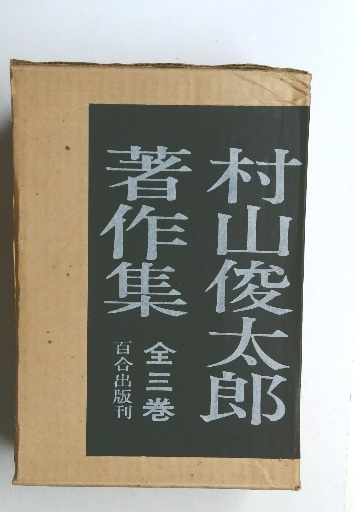 村山俊太郎
著作集
全三巻
百合出版刊